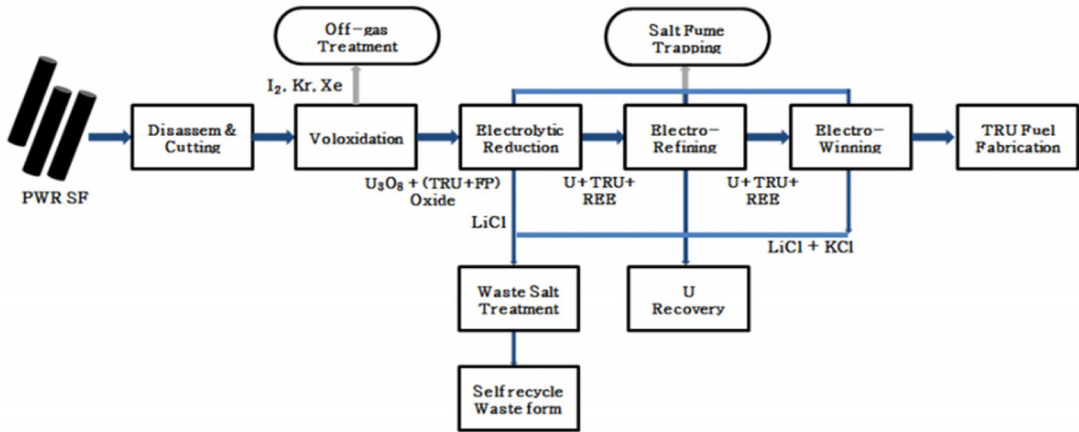 Off-gas
Treatment
Salt Fume
Trapping
I₂, Kr, Xe
Disassem &
Cutting
Voloxidation
Electrolytic
Reduction
Electro-
Refining
Electro-
Winning
TRU Fuel
Fabrication
PWR SF
U₃O₈ + (TRU+FP)
Oxide
U+TRU+
REE
U+TRU+
REE
LiCl
LiCl + KCl
Waste Salt
Treatment
U
Recovery
Self recycle
Waste form